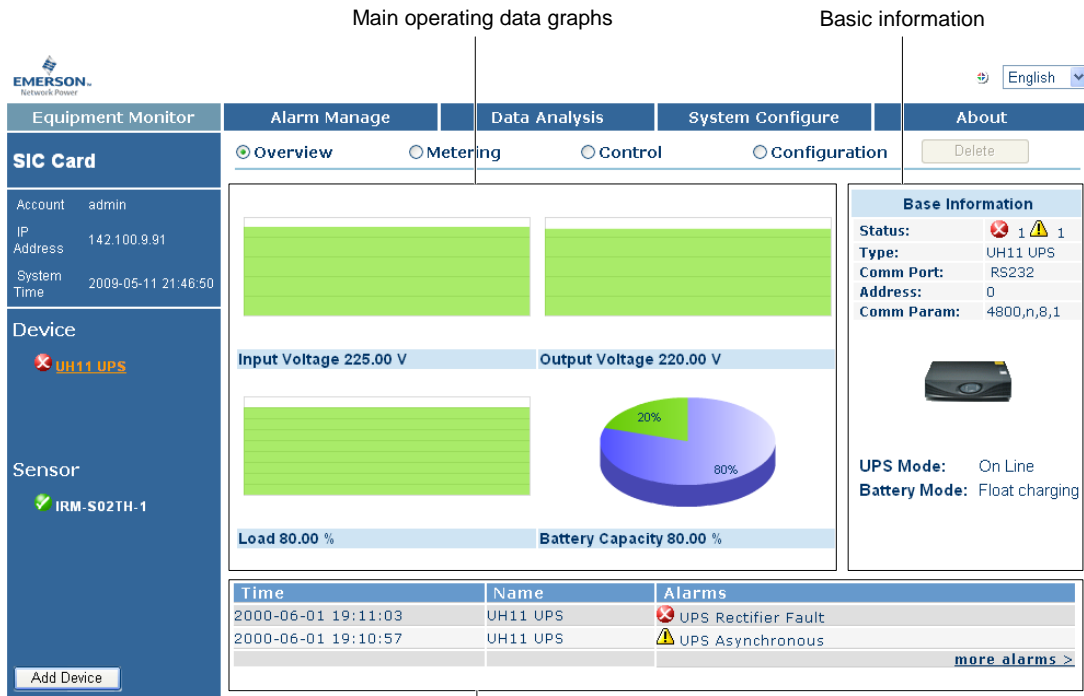 Main operating data graphs
Basic information
EMERSON™
Network Power
English
Equipment Monitor
Alarm Manage
Data Analysis
System Configure
About
SIC Card
Overview
Metering
Control
Configuration
Delete
Account admin
IP Address 142.100.9.91
System Time 2009-05-11 21:46:50
Device
UH11 UPS
Sensor
IRM-S02TH-1
Add Device
Input Voltage 225.00 V
Output Voltage 220.00 V
20%
80%
Load 80.00 %
Battery Capacity 80.00 %
Base Information
Status: 1 1
Type: UH11 UPS
Comm Port: RS232
Address: 0
Comm Param: 4800,n,8,1
UPS Mode: On Line
Battery Mode: Float charging
Time Name Alarms
2000-06-01 19:11:03 UH11 UPS UPS Rectifier Fault
2000-06-01 19:10:57 UH11 UPS UPS Asynchronous
more alarms >